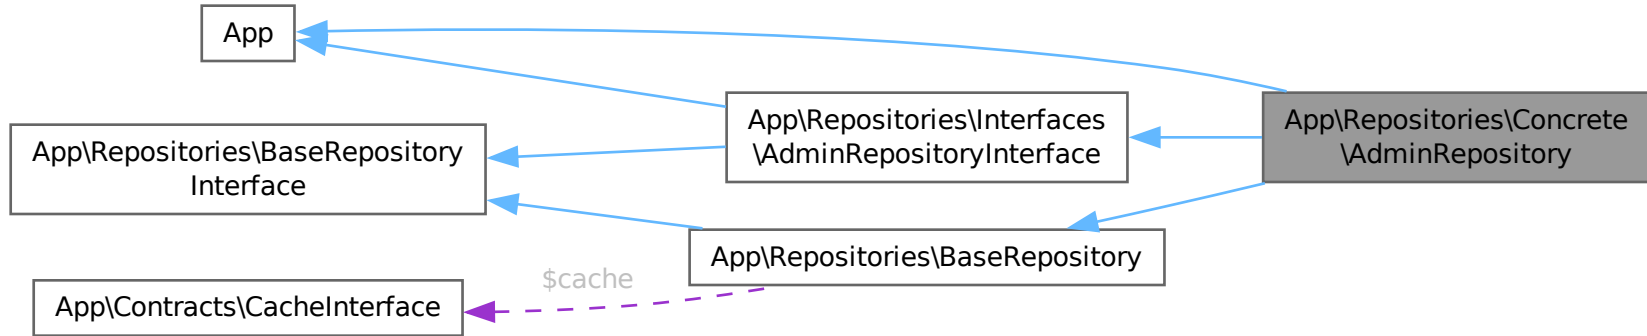 App
App\Repositories\Interfaces
\AdminRepositoryInterface
App\Repositories\Concrete
\AdminRepository
App\Repositories\BaseRepository
Interface
App\Repositories\BaseRepository
$cache
App\Contracts\CacheInterface